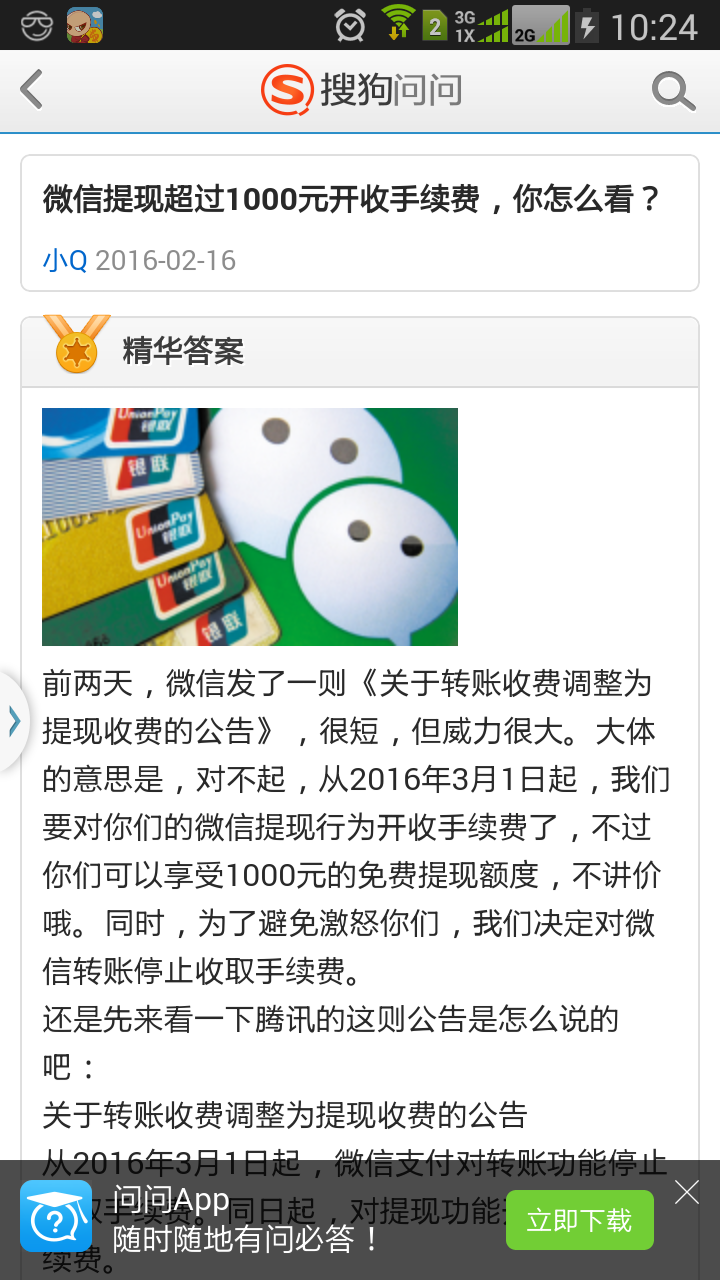 2
3G
1X
2G
10:24
搜狗问问
微信提现超过1000元开收手续费，你怎么看？
小Q 2016-02-16
精华答案
UnionPay
银联
银联
UnionPay
银联
UnionPay
银联
银联
前两天，微信发了一则《关于转账收费调整为
提现收费的公告》，很短，但威力很大。大体
的意思是，对不起，从2016年3月1日起，我们
要对你们的微信提现行为开收手续费了，不过
你们可以享受1000元的免费提现额度，不讲价
哦。同时，为了避免激怒你们，我们决定对微
信转账停止收取手续费。
还是先来看一下腾讯的这则公告是怎么说的
吧：
关于转账收费调整为提现收费的公告
从2016年3月1日起，微信支付对转账功能停止
取手续费。同日起，对提现功能
续费。
问问App
随时随地有问必答！
立即下载